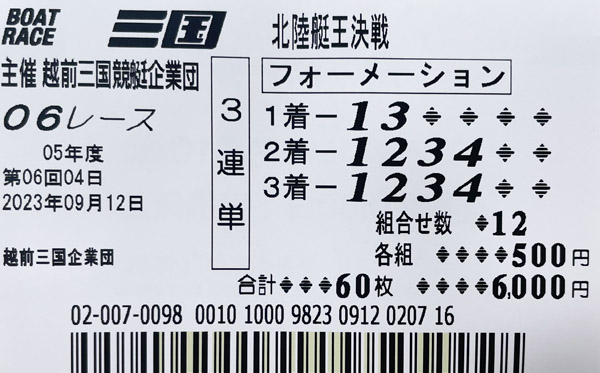 BOAT RACE 三国 北陸艇王決戦
主催 越前三国競艇企業団
フォーメーション
06レース
05年度
第06回04日
2023年09月12日
越前三国企業団
3連単
1着-13
2着-1234
3着-1234
組合せ数 12
各組 500円
合計 60枚 6,000円
02-007-0098 0010 1000 9823 0912 0207 16